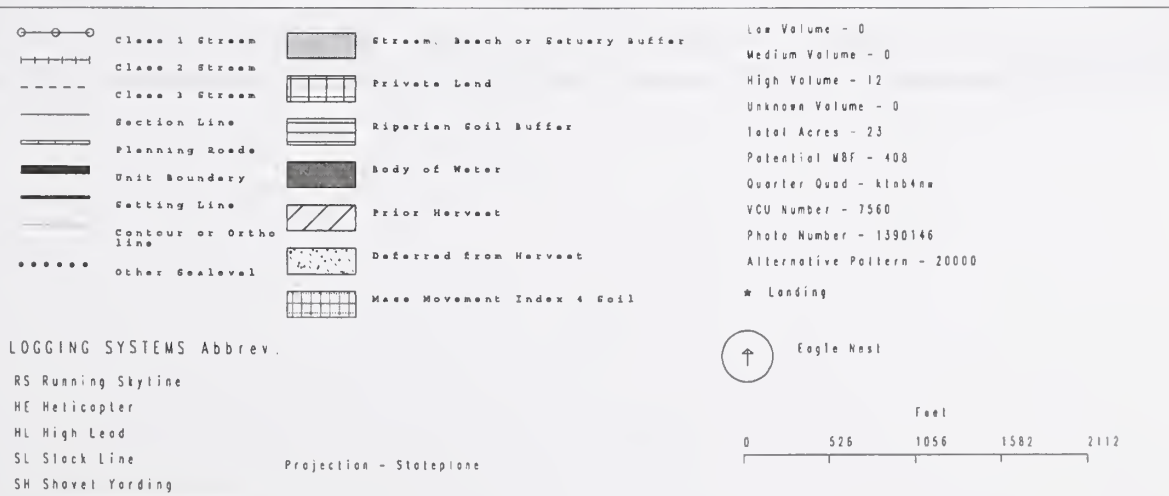 Class 1 Stream
Class 2 Stream
Class 3 Stream
Section Line
Planning Roads
Unit Boundary
Setting Line
Contour or Ortho
line
Other Sealevel
Stream, Beach or Estuary Buffer
Private Land
Riparian Soil Buffer
Body of Water
Prior Harvest
Deferred from Harvest
Mass Movement Index 4 Soil
Low Volume - 0
Medium Volume - 0
High Volume - 12
Unknown Volume - 0
Total Acres - 23
Potential MBF - 408
Quarter Quad - ktnb4nw
VCU Number - 7560
Photo Number - 1390146
Alternative Pattern - 20000
* Landing
Eagle Nest
LOGGING SYSTEMS Abbrev.
RS Running Skyline
HE Helicopter
HL High Lead
SL Slack Line
SH Shovel Yarding
Projection - Stateplane
Feet
0 526 1056 1582 2112